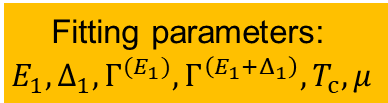 Fitting parameters:
E₁, Δ₁, Γ^(E₁), Γ^(E₁+Δ₁), T_c, μ